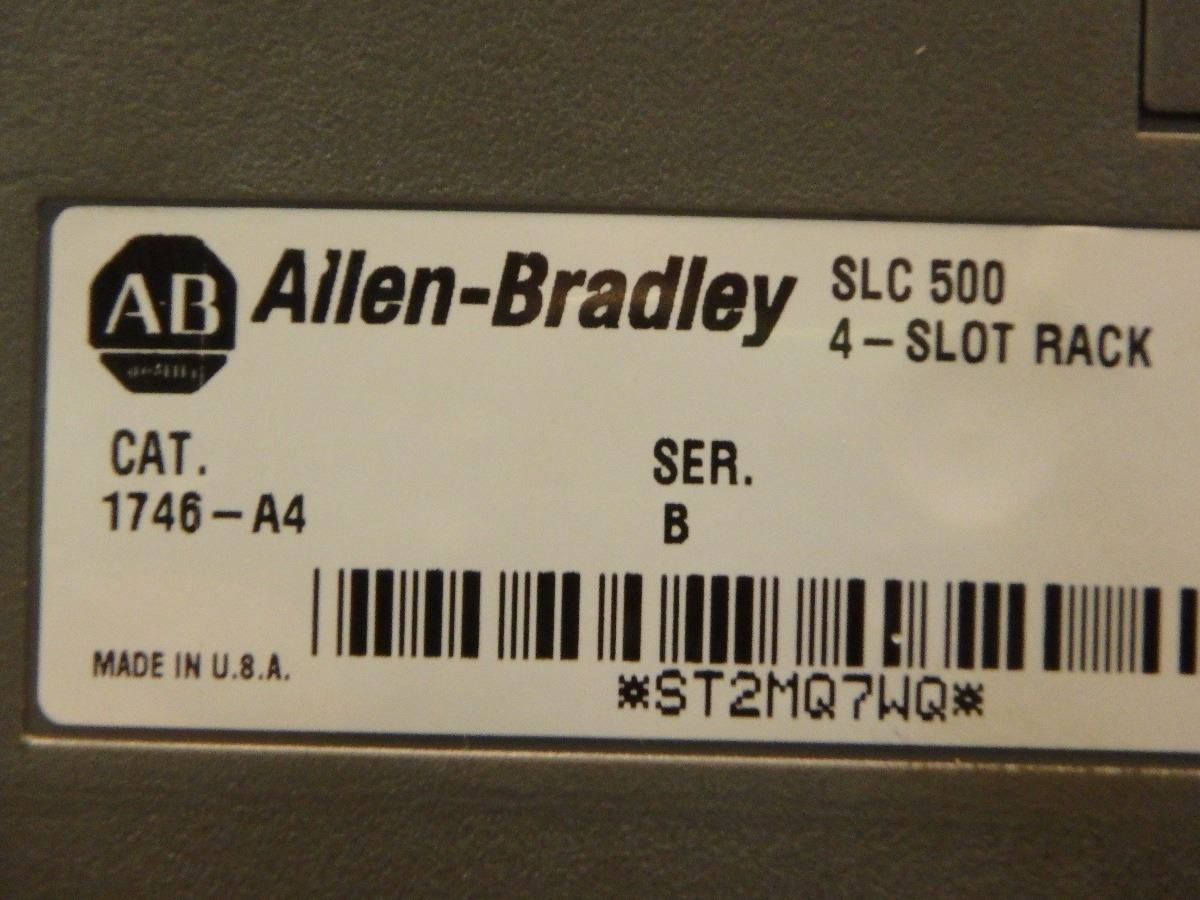 AB
Allen-Bradley
SLC 500
4-SLOT RACK
CAT.
1746-A4
SER.
B
MADE IN U.S.A.
*ST2MQ7WQ*